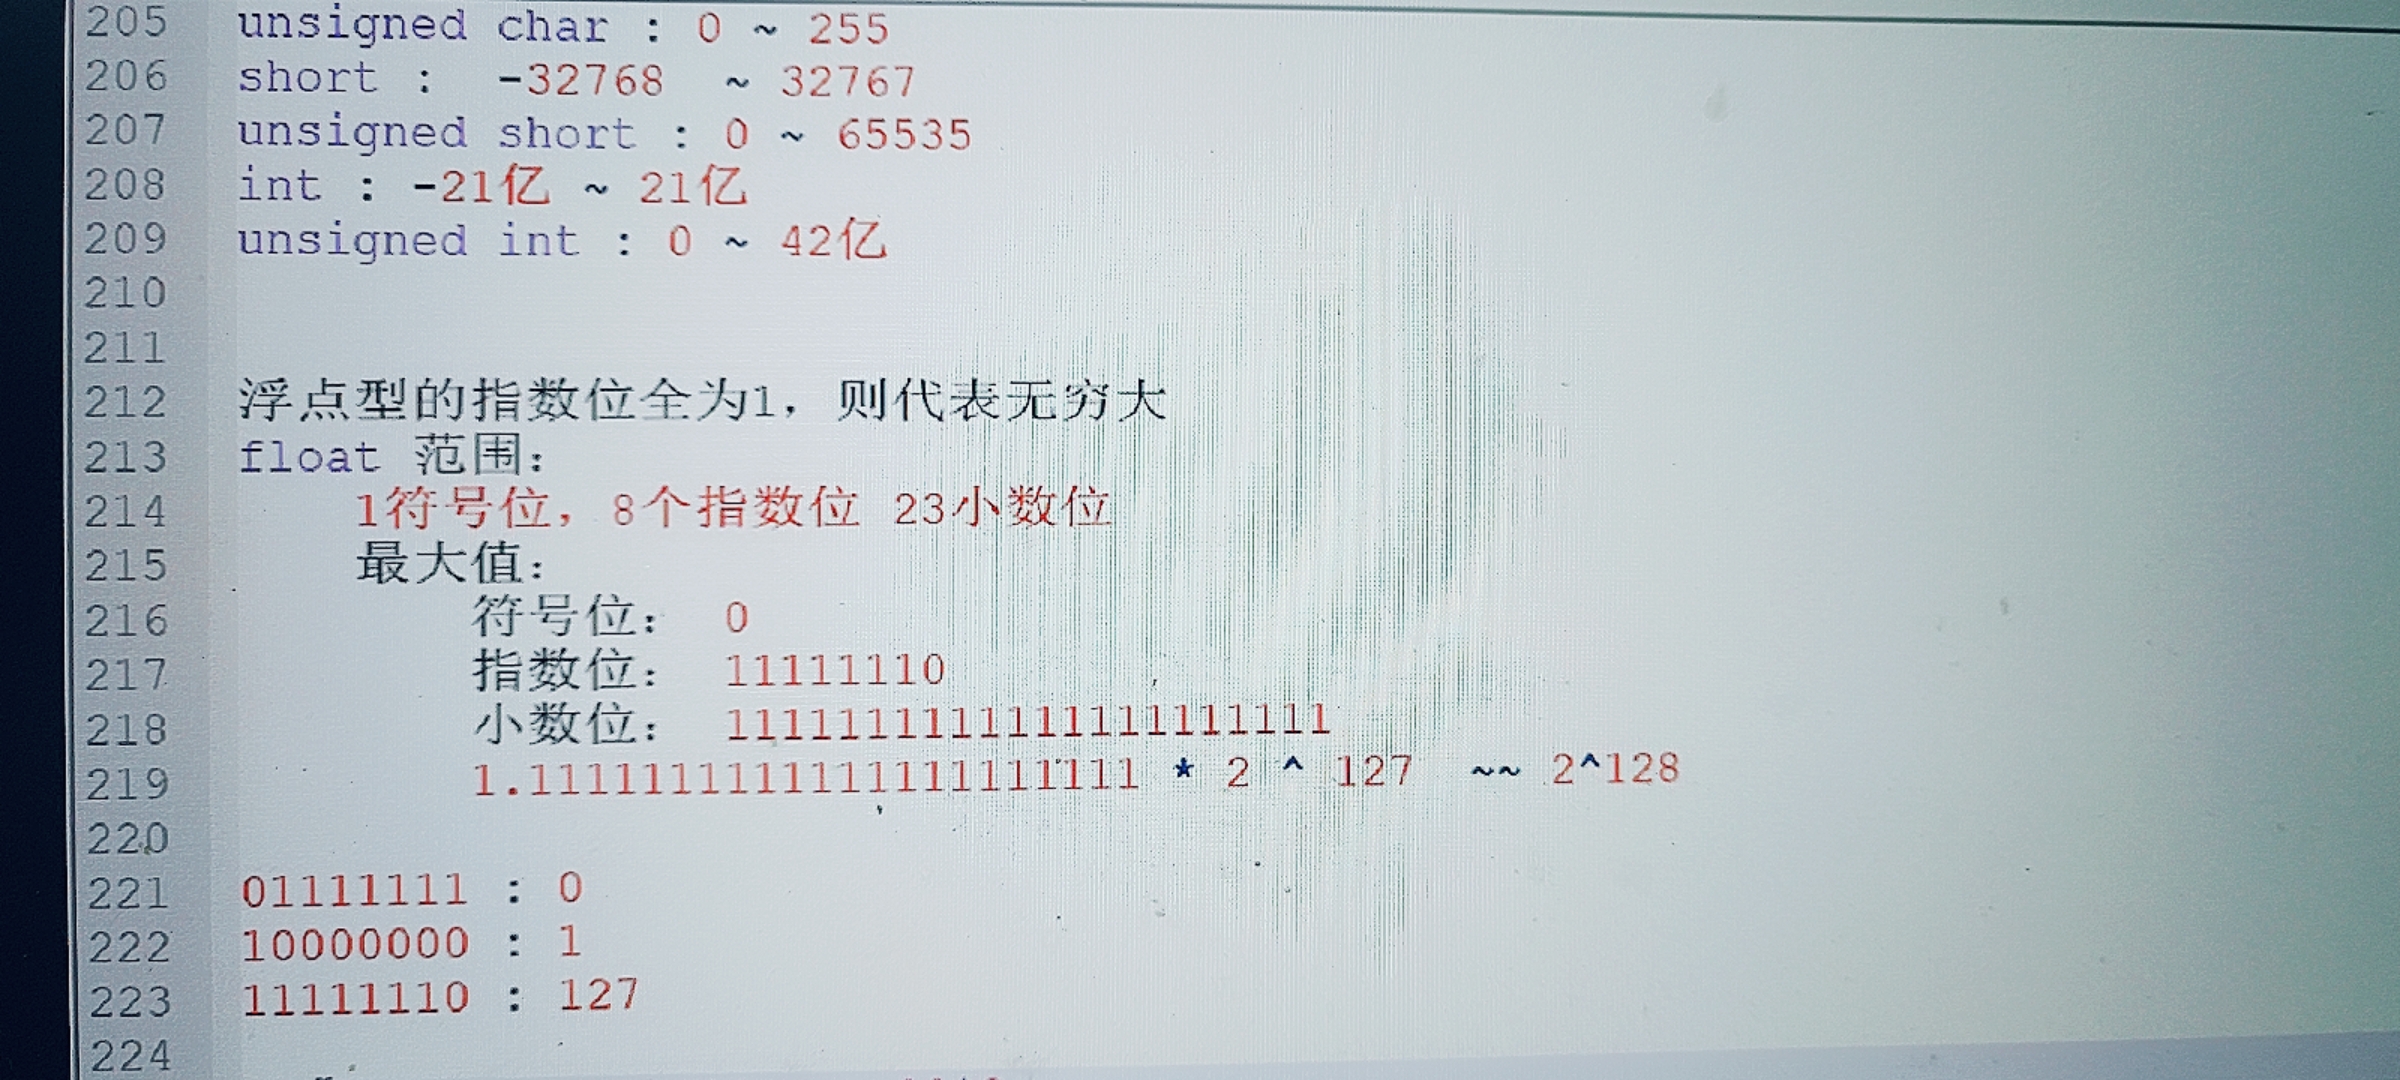 205 unsigned char : 0 ~ 255
206 short : -32768 ~ 32767
207 unsigned short : 0 ~ 65535
208 int : -21亿 ~ 21亿
209 unsigned int : 0 ~ 42亿
210
211
212 浮点型的指数位全为1，则代表无穷大
213 float 范围：
214 1符号位，8个指数位 23小数位
215 最大值：
216 符号位： 0
217 指数位： 11111110
218 小数位： 1111111111111111111111
219 1.1111111111111111111111 * 2 ^ 127 ~~ 2^128
220
221 01111111 : 0
222 10000000 : 1
223 11111110 : 127
224